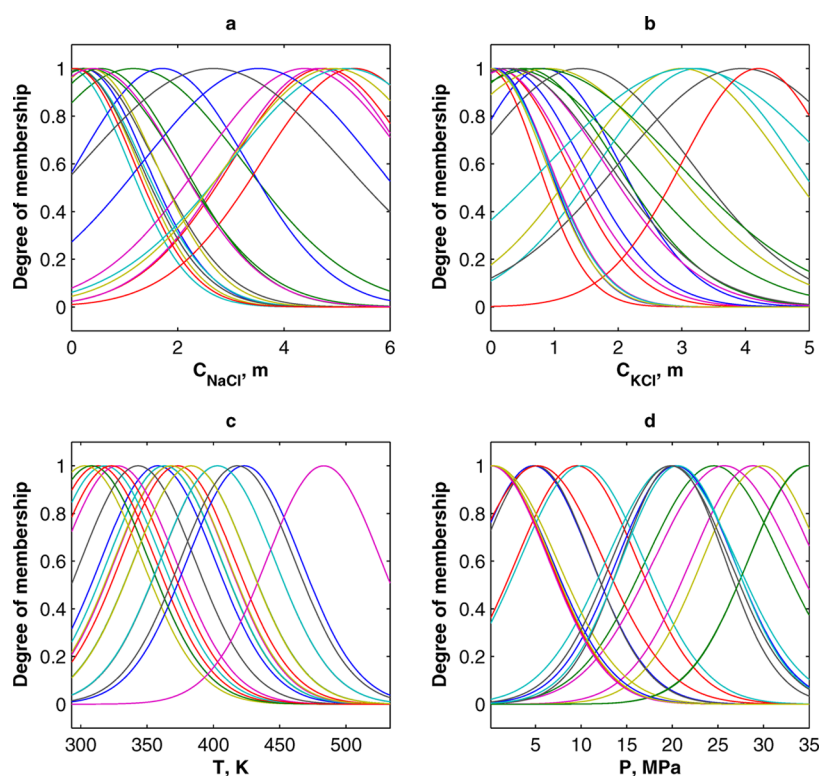 a
Degree of membership
1
0.8
0.6
0.4
0.2
0
0 2 4 6
C_NaCl, m
b
Degree of membership
1
0.8
0.6
0.4
0.2
0
0 1 2 3 4 5
C_KCl, m
c
Degree of membership
1
0.8
0.6
0.4
0.2
0
300 350 400 450 500
T, K
d
Degree of membership
1
0.8
0.6
0.4
0.2
0
5 10 15 20 25 30 35
P, MPa